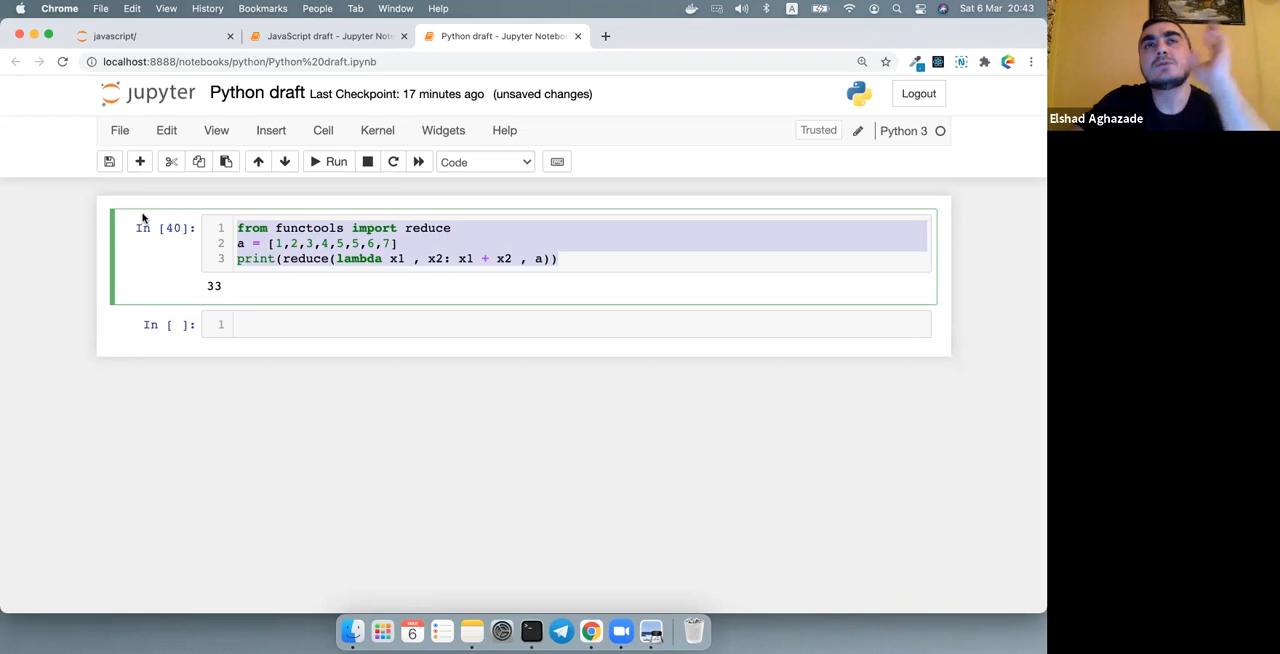 Chrome File Edit View History Bookmarks People Tab Window Help A Sat 6 Mar 20:43
javascript/ JavaScript draft - Jupyter Note Python draft - Jupyter Notebo
localhost:8888/notebooks/python/Python%20draft.ipynb
jupyter Python draft Last Checkpoint: 17 minutes ago (unsaved changes) Logout
File Edit View Insert Cell Kernel Widgets Help Trusted Python 3
Run Code
In [40]: 1 from functools import reduce
2 a = [1,2,3,4,5,5,6,7]
3 print(reduce(lambda x1 , x2: x1 + x2 , a))
33
In [ ]: 1
Elshad Aghazade
MAR
6